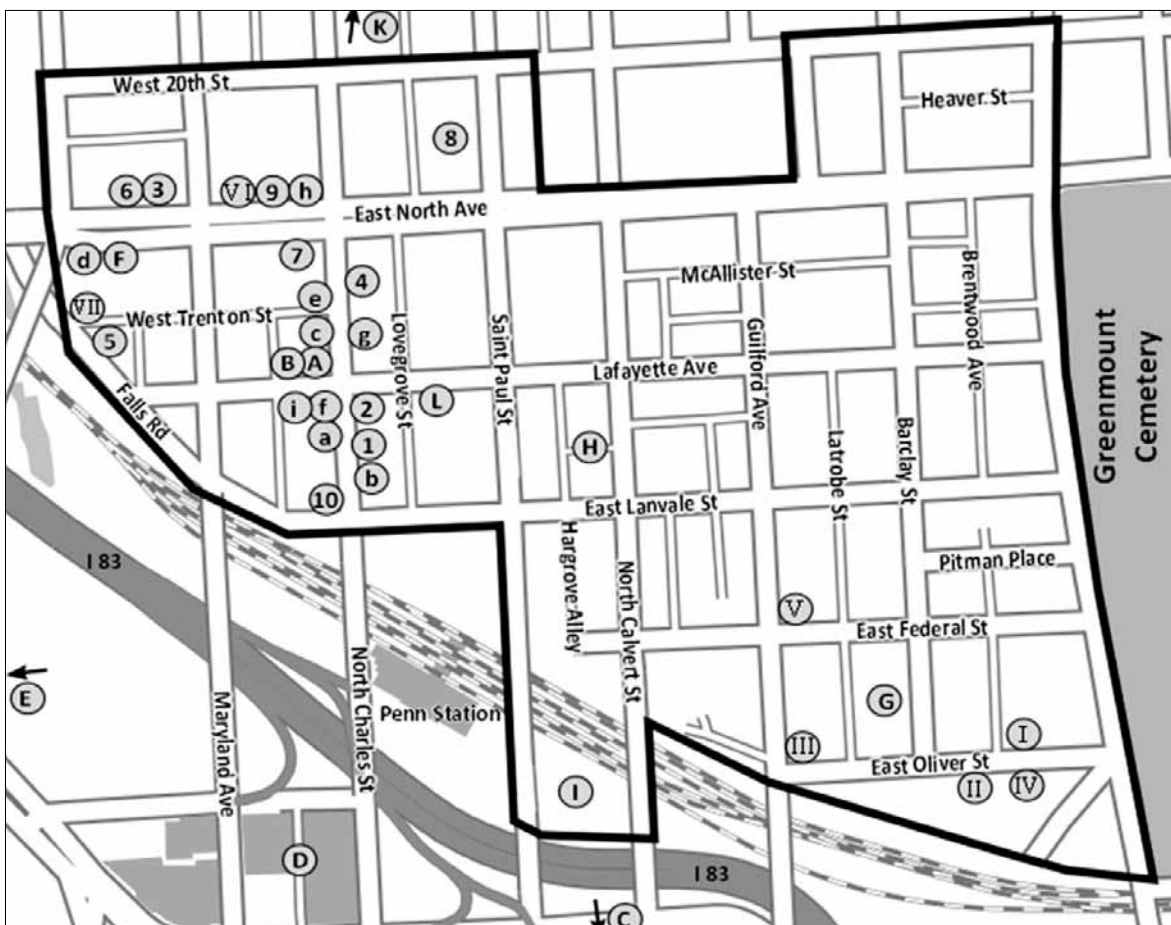 K
West 20th St
Heaver St
8
6 3 VI 9 h
East North Ave
d F 7
4
McAllister St
Brentwood Ave
VII
e
West Trenton St
5
c
g
Lovegrove St
Saint Paul St
Guilford Ave
B A
Lafayette Ave
Greenmount Cemetery
Falls Rd
i f 2 L
a 1
H
b
10
Latrobe St
Barclay St
East Lanvale St
I 83
Hargrove Alley
Pitman Place
North Calvert St
V
East Federal St
E
Maryland Ave
North Charles St
Penn Station
G
III
I
East Oliver St
I
II IV
D
I 83
C